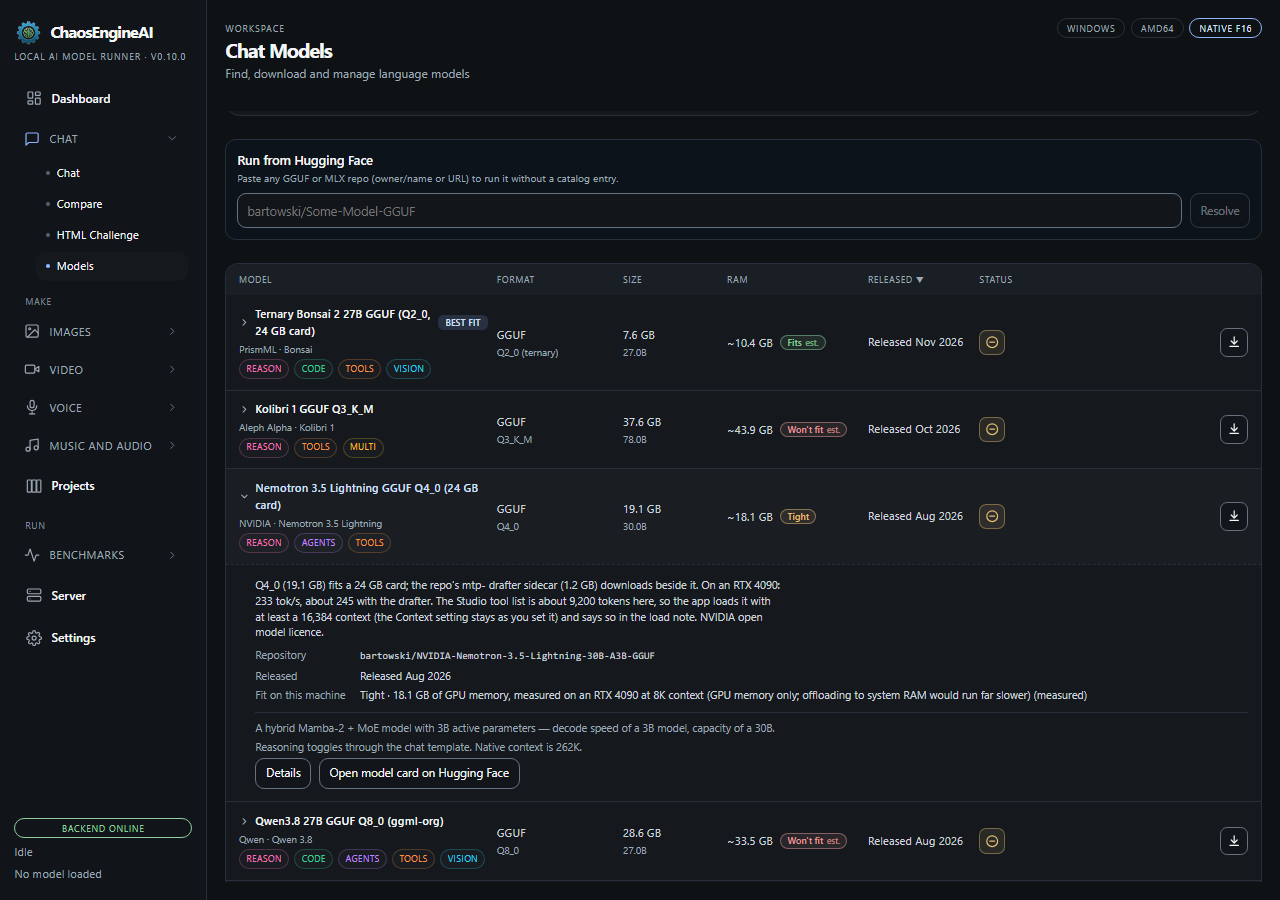 ChaosEngineAI
LOCAL AI MODEL RUNNER · V0.10.0
Dashboard
CHAT
Chat
Compare
HTML Challenge
Models
MAKE
IMAGES
VIDEO
VOICE
MUSIC AND AUDIO
Projects
RUN
BENCHMARKS
Server
Settings
BACKEND ONLINE
Idle
No model loaded
WORKSPACE
Chat Models
Find, download and manage language models
WINDOWS AMD64 NATIVE F16
Run from Hugging Face
Paste any GGUF or MLX repo (owner/name or URL) to run it without a catalog entry.
bartowski/Some-Model-GGUF Resolve
MODEL FORMAT SIZE RAM RELEASED ▼ STATUS
Ternary Bonsai 2 27B GGUF (Q2_0,
24 GB card)
BEST FIT
PrismML · Bonsai
REASON CODE TOOLS VISION
GGUF
Q2_0 (ternary)
7.6 GB
27.0B
~10.4 GB Fits est.
Released Nov 2026
Kolibri 1 GGUF Q3_K_M
Aleph Alpha · Kolibri 1
REASON TOOLS MULTI
GGUF
Q3_K_M
37.6 GB
78.0B
~43.9 GB Won't fit est.
Released Oct 2026
Nemotron 3.5 Lightning GGUF Q4_0 (24 GB
card)
NVIDIA · Nemotron 3.5 Lightning
REASON AGENTS TOOLS
GGUF
Q4_0
19.1 GB
30.0B
~18.1 GB Tight
Released Aug 2026
Q4_0 (19.1 GB) fits a 24 GB card; the repo's mtp- drafter sidecar (1.2 GB) downloads beside it. On an RTX 4090:
233 tok/s, about 245 with the drafter. The Studio tool list is about 9,200 tokens here, so the app loads it with
at least a 16,384 context (the Context setting stays as you set it) and says so in the load note. NVIDIA open
model licence.
Repository bartowski/NVIDIA-Nemotron-3.5-Lightning-30B-A3B-GGUF
Released Released Aug 2026
Fit on this machine Tight · 18.1 GB of GPU memory, measured on an RTX 4090 at 8K context (GPU memory only; offloading to system RAM would run far slower) (measured)
A hybrid Mamba-2 + MoE model with 3B active parameters — decode speed of a 3B model, capacity of a 30B.
Reasoning toggles through the chat template. Native context is 262K.
Details Open model card on Hugging Face
Qwen3.8 27B GGUF Q8_0 (ggml-org)
Qwen · Qwen 3.8
REASON CODE AGENTS TOOLS VISION
GGUF
Q8_0
28.6 GB
27.0B
~33.5 GB Won't fit est.
Released Aug 2026